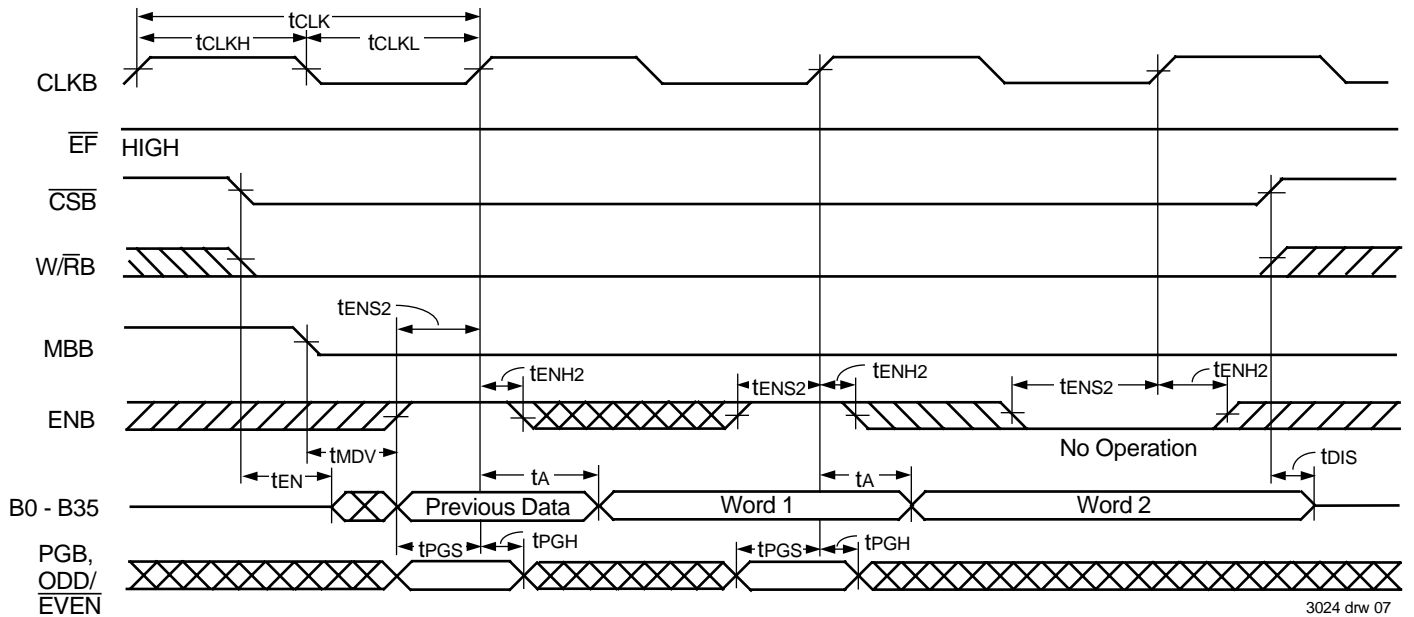 tCLK
tCLKH tCLKL
CLKB
EF HIGH
CSB
W/RB
tENS2
MBB
tENH2 tENS2 tENH2 tENS2 tENH2
ENB
No Operation
tMDV
tEN tA tA tDIS
B0 - B35 Previous Data Word 1 Word 2
tPGS tPGH tPGS tPGH
PGB,
ODD/
EVEN
3024 drw 07